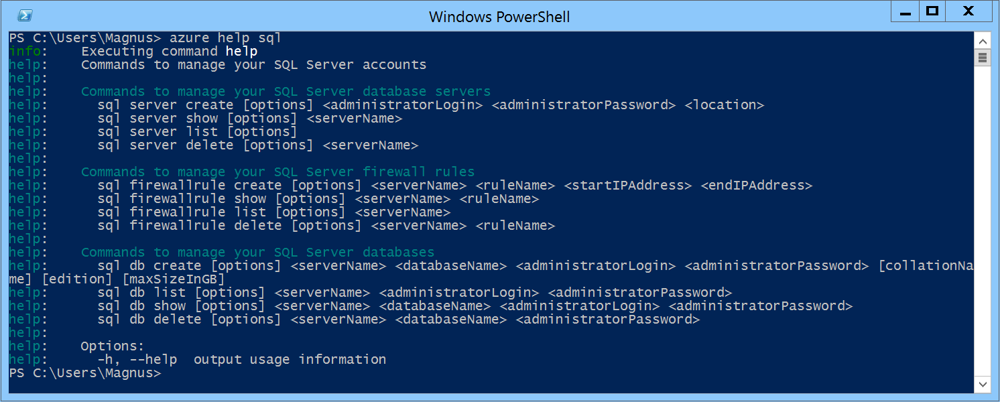 Windows PowerShell
PS C:\Users\Magnus> azure help sql
info:    Executing command help
help:    Commands to manage your SQL Server accounts
help:
help:    Commands to manage your SQL Server database servers
help:      sql server create [options] <administratorLogin> <administratorPassword> <location>
help:      sql server show [options] <serverName>
help:      sql server list [options]
help:      sql server delete [options] <serverName>
help:
help:    Commands to manage your SQL Server firewall rules
help:      sql firewallrule create [options] <serverName> <ruleName> <startIPAddress> <endIPAddress>
help:      sql firewallrule show [options] <serverName> <ruleName>
help:      sql firewallrule list [options] <serverName>
help:      sql firewallrule delete [options] <serverName> <ruleName>
help:
help:    Commands to manage your SQL Server databases
help:      sql db create [options] <serverName> <databaseName> <administratorLogin> <administratorPassword> [collationNa
me] [edition] [maxSizeInGB]
help:      sql db list [options] <serverName> <administratorLogin> <administratorPassword>
help:      sql db show [options] <serverName> <databaseName> <administratorLogin> <administratorPassword>
help:      sql db delete [options] <serverName> <databaseName> <administratorPassword>
help:
help:    Options:
help:      -h, --help  output usage information
PS C:\Users\Magnus>